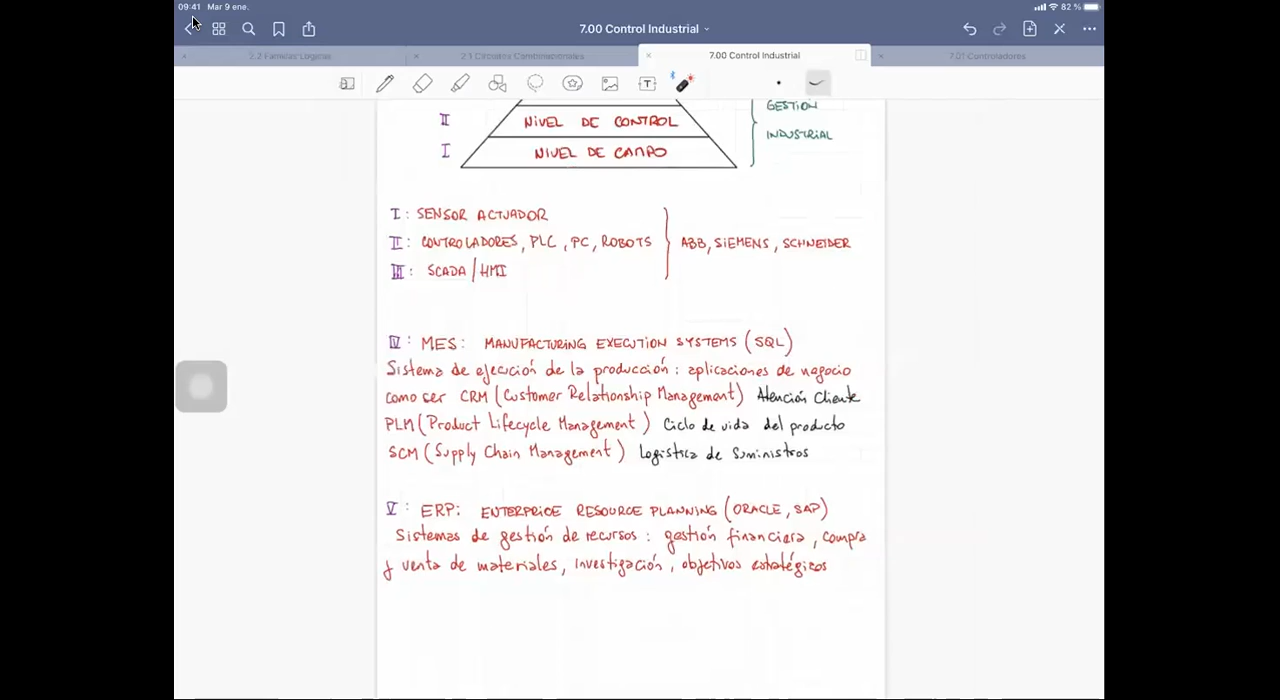 09:41 Mar 9 ene.
82 %
7.00 Control Industrial
2.2 Familias Logicas
2.1 Circuitos Combinacionales
7.00 Control Industrial
7.01 Controladores
GESTION
II NIVEL DE CONTROL
INDUSTRIAL
I NIVEL DE CAMPO
I: SENSOR ACTUADOR
II: CONTROLADORES, PLC, PC, ROBOTS ABB, SIEMENS, SCHNEIDER
III: SCADA/HMI
IV: MES: MANUFACTURING EXECUTION SYSTEMS (SQL)
Sistema de ejecución de la producción: aplicaciones de negocio
como ser CRM (Customer Relationship Management) Atención Cliente
PLM (Product Lifecycle Management) Ciclo de vida del producto
SCM (Supply Chain Management) Logística de Suministros
V: ERP: ENTERPRICE RESOURCE PLANNING (ORACLE, SAP)
Sistemas de gestión de recursos: gestión financiera, compra
y venta de materiales, investigación, objetivos estratégicos